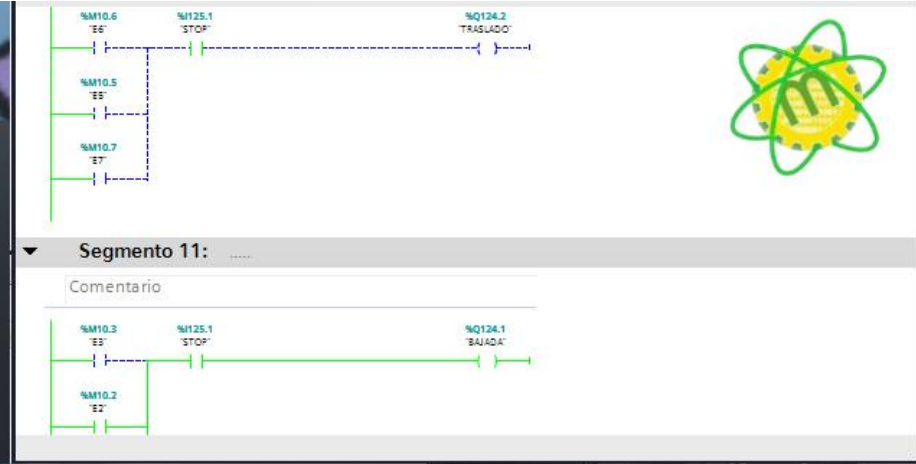 %M10.6 %I125.1 %Q124.2
"E6" "STOP" "TRASLADO"
%M10.5
"E5"
%M10.7
"E7"
m
Segmento 11: .....
Comentario
%M10.3 %I125.1 %Q124.1
"E3" "STOP" "BAJADA"
%M10.2
"E2"